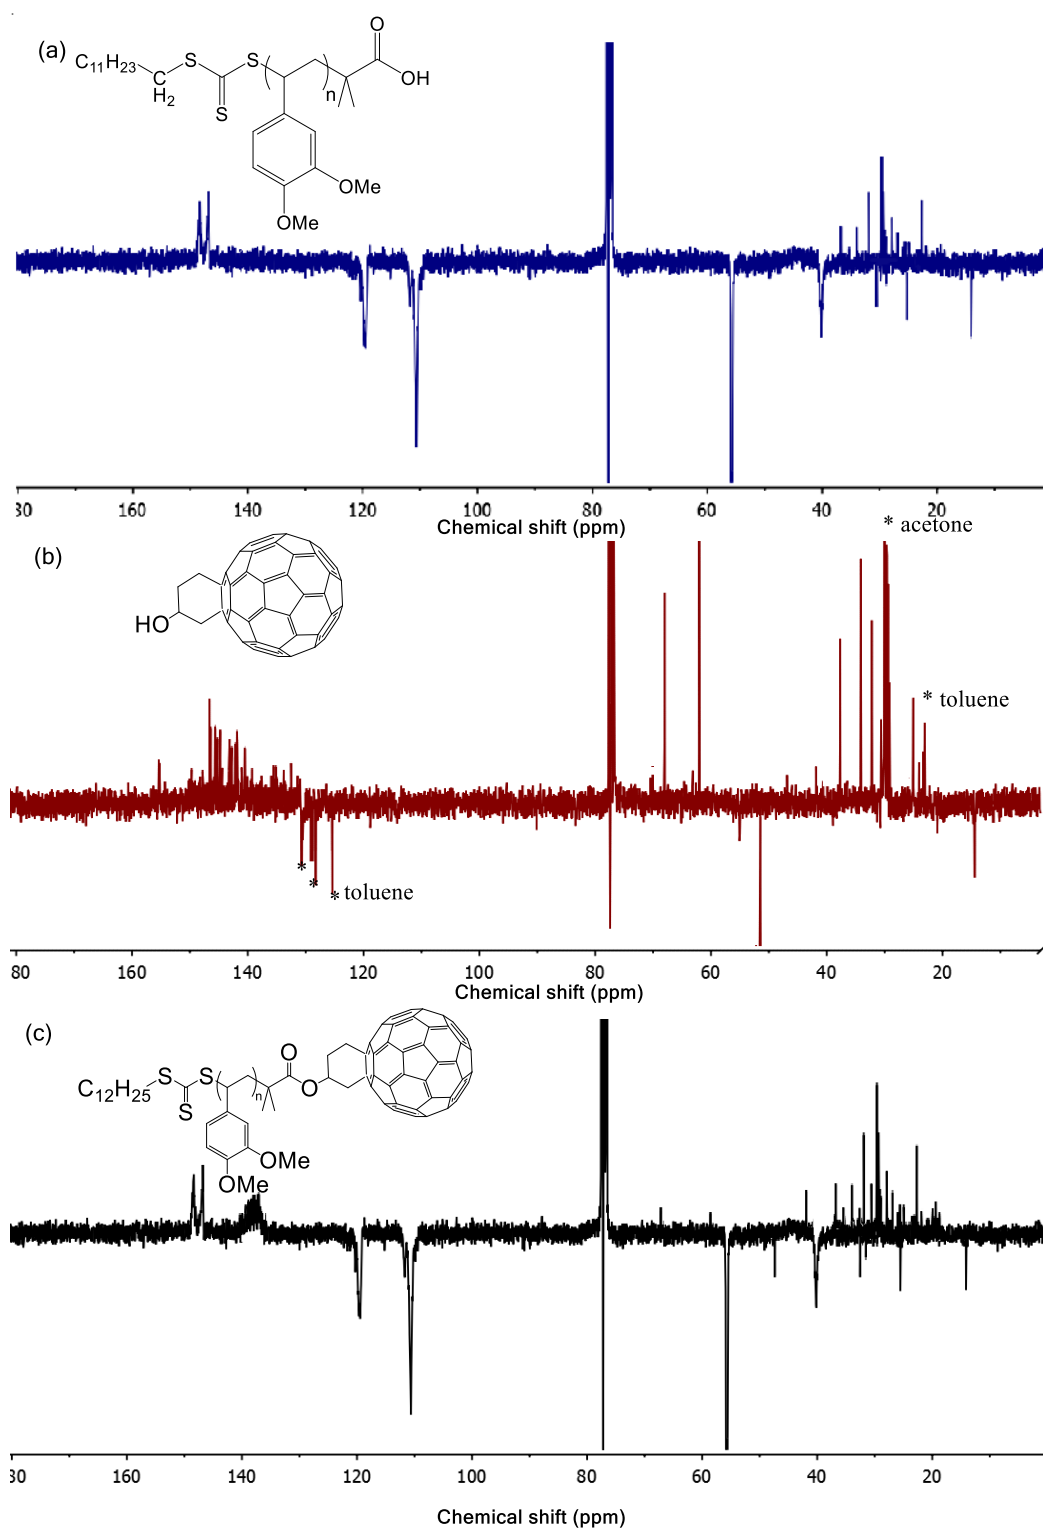 (a)
C11H23
C
H2
S
S
S
n
O
OH
OMe
OMe
30 160 140 120 100 80 60 40 20
Chemical shift (ppm)
* acetone
(b)
HO
* toluene
*
*
* toluene
80 160 140 120 100 80 60 40 20
Chemical shift (ppm)
(c)
C12H25
S
S
S
n
O
O
OMe
OMe
30 160 140 120 100 80 60 40 20
Chemical shift (ppm)